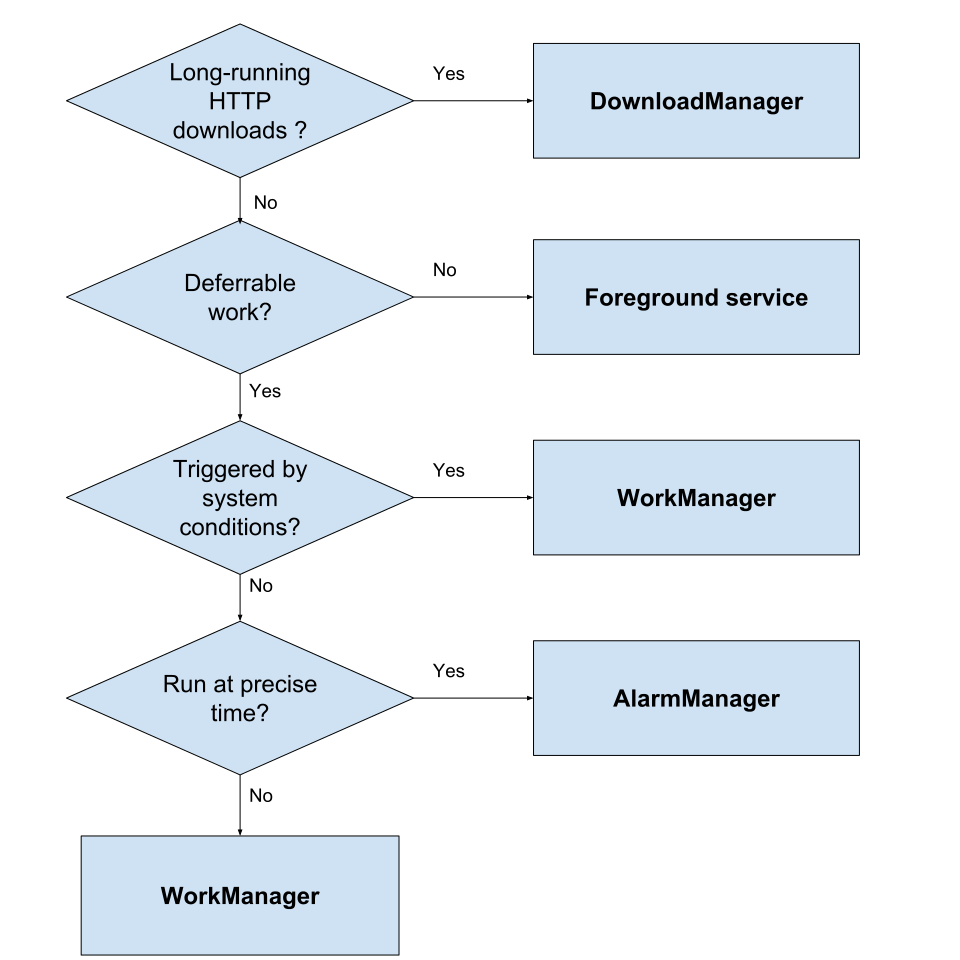 Long-running
HTTP
downloads ?
Yes
DownloadManager
No
Deferrable
work?
No
Foreground service
Yes
Triggered by
system
conditions?
Yes
WorkManager
No
Run at precise
time?
Yes
AlarmManager
No
WorkManager